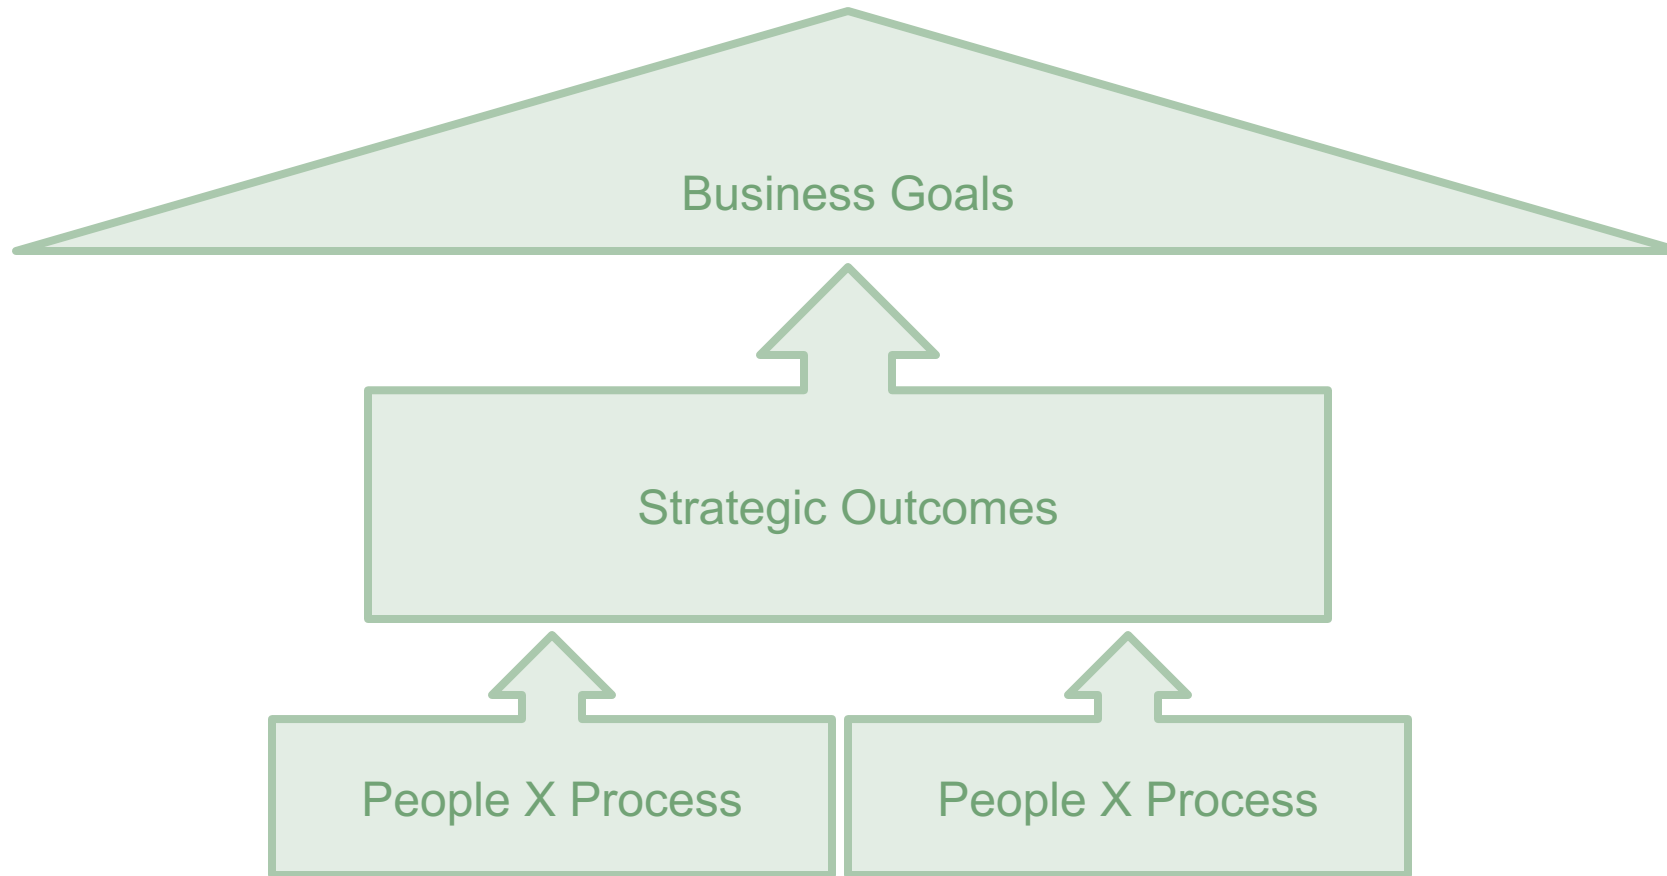 Business Goals
Strategic Outcomes
People X Process
People X Process